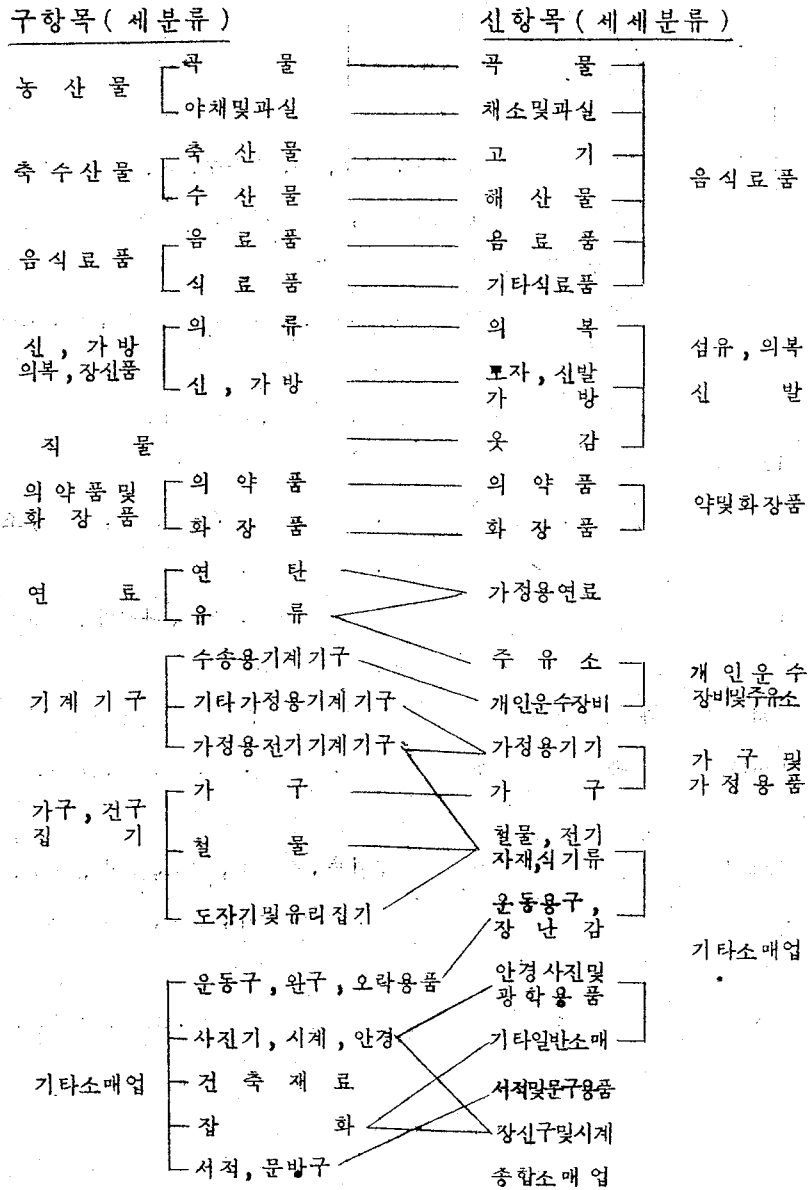 구항목(세분류) 신항목(세세분류)
곡 물 곡 물
농 산 물
야채및과실 채소및과실
축 산 물 고 기
축 수 산 물 음 식 료 품
수 산 물 해 산 물
음 료 품 음 료 품
음 식 료 품
식 료 품 기타식료품
의 류 의 복
신 , 가 방 섬유 , 의복
의복 , 장신품 신 , 가 방 모자 , 신발 신 발
가 방
직 물 옷 감
의 약 품 및 의 약 품 의 약 품
약및화장품
화 장 품 화 장 품 화 장 품
연 탄
연 료 가정용연료
유 류
수송용기계기구 주 유 소 개 인 운 수
기 계 기 구 기타가정용기계기구 개인운수장비 장비및주유소
가정용전기기계기구 가정용기기 가 구 및
가 구 가 구 가 정 용 품
가구 , 건구
집 기 철 물 철물 , 전기
자재,식기류
도자기및유리집기 운동용구 ,
장 난 감
기타소매업
운동구 , 완구 , 오락용품 안경사진및
광학용품
사진기 , 시계 , 안경 기타일반소매
기타소매업 건 축 재 료 서적및문구용품
잡 화 장신구및시계
서적 , 문방구 종합소매업